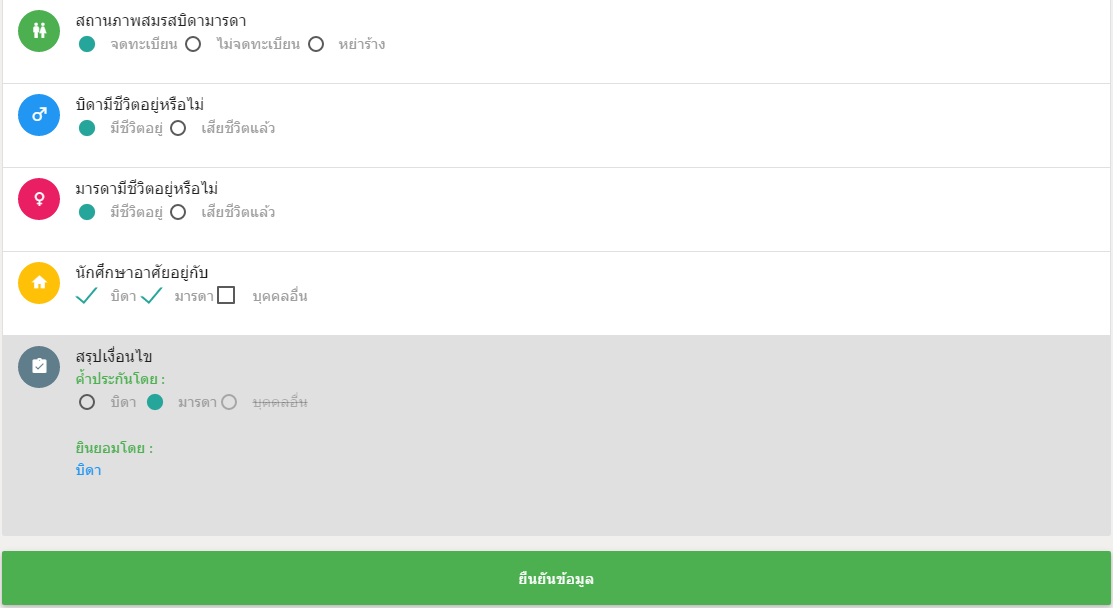 สถานภาพสมรสบิดามารดา
จดทะเบียน ไม่จดทะเบียน หย่าร้าง
บิดามีชีวิตอยู่หรือไม่
มีชีวิตอยู่ เสียชีวิตแล้ว
มารดามีชีวิตอยู่หรือไม่
มีชีวิตอยู่ เสียชีวิตแล้ว
นักศึกษาอาศัยอยู่กับ
บิดา มารดา บุคคลอื่น
สรุปเงื่อนไข
ค้ำประกันโดย :
บิดา มารดา บุคคลอื่น
ยินยอมโดย :
บิดา
ยืนยันข้อมูล